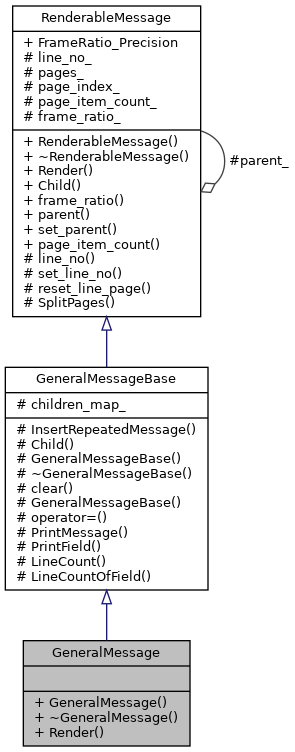 RenderableMessage
+ FrameRatio_Precision
# line_no_
# pages_
# page_index_
# page_item_count_
# frame_ratio_
+ RenderableMessage()
+ ~RenderableMessage()
+ Render()
+ Child()
+ frame_ratio()
+ parent()
+ set_parent()
+ page_item_count()
# line_no()
# set_line_no()
# reset_line_page()
# SplitPages()
#parent_
GeneralMessageBase
# children_map_
# InsertRepeatedMessage()
# Child()
# GeneralMessageBase()
# ~GeneralMessageBase()
# clear()
# GeneralMessageBase()
# operator=()
# PrintMessage()
# PrintField()
# LineCount()
# LineCountOfField()
GeneralMessage
+ GeneralMessage()
+ ~GeneralMessage()
+ Render()